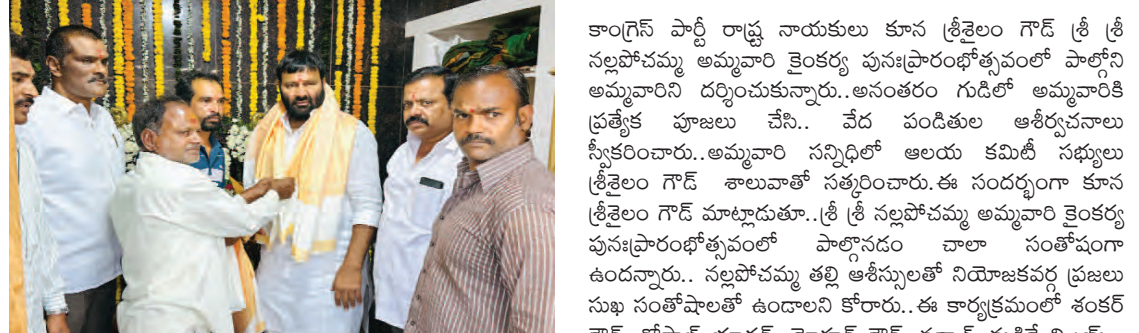 కాంగ్రెస్ పార్టీ రాష్ట్ర నాయకులు కూన శ్రీశైలం గౌడ్ శ్రీ శ్రీ
నల్లపోచమ్మ అమ్మవారి కైంకర్య పునఃప్రారంభోత్సవంలో పాల్గోని
అమ్మవారిని దర్శించుకున్నారు..అనంతరం గుడిలో అమ్మవారికి
ప్రత్యేక పూజలు చేసి.. వేద పండితుల ఆశీర్వచనాలు
స్వీకరించారు..అమ్మవారి సన్నిధిలో ఆలయ కమిటీ సభ్యులు
శ్రీశైలం గౌడ్ శాలువాతో సత్కరించారు.ఈ సందర్భంగా కూన
శ్రీశైలం గౌడ్ మాట్లాడుతూ..శ్రీ శ్రీ నల్లపోచమ్మ అమ్మవారి కైంకర్య
పునఃప్రారంభోత్సవంలో పాల్గొనడం చాలా సంతోషంగా
ఉందన్నారు.. నల్లపోచమ్మ తల్లి ఆశీస్సులతో నియోజకవర్గ ప్రజలు
సుఖ సంతోషాలతో ఉండాలని కోరారు..ఈ కార్యక్రమంలో శంకర్